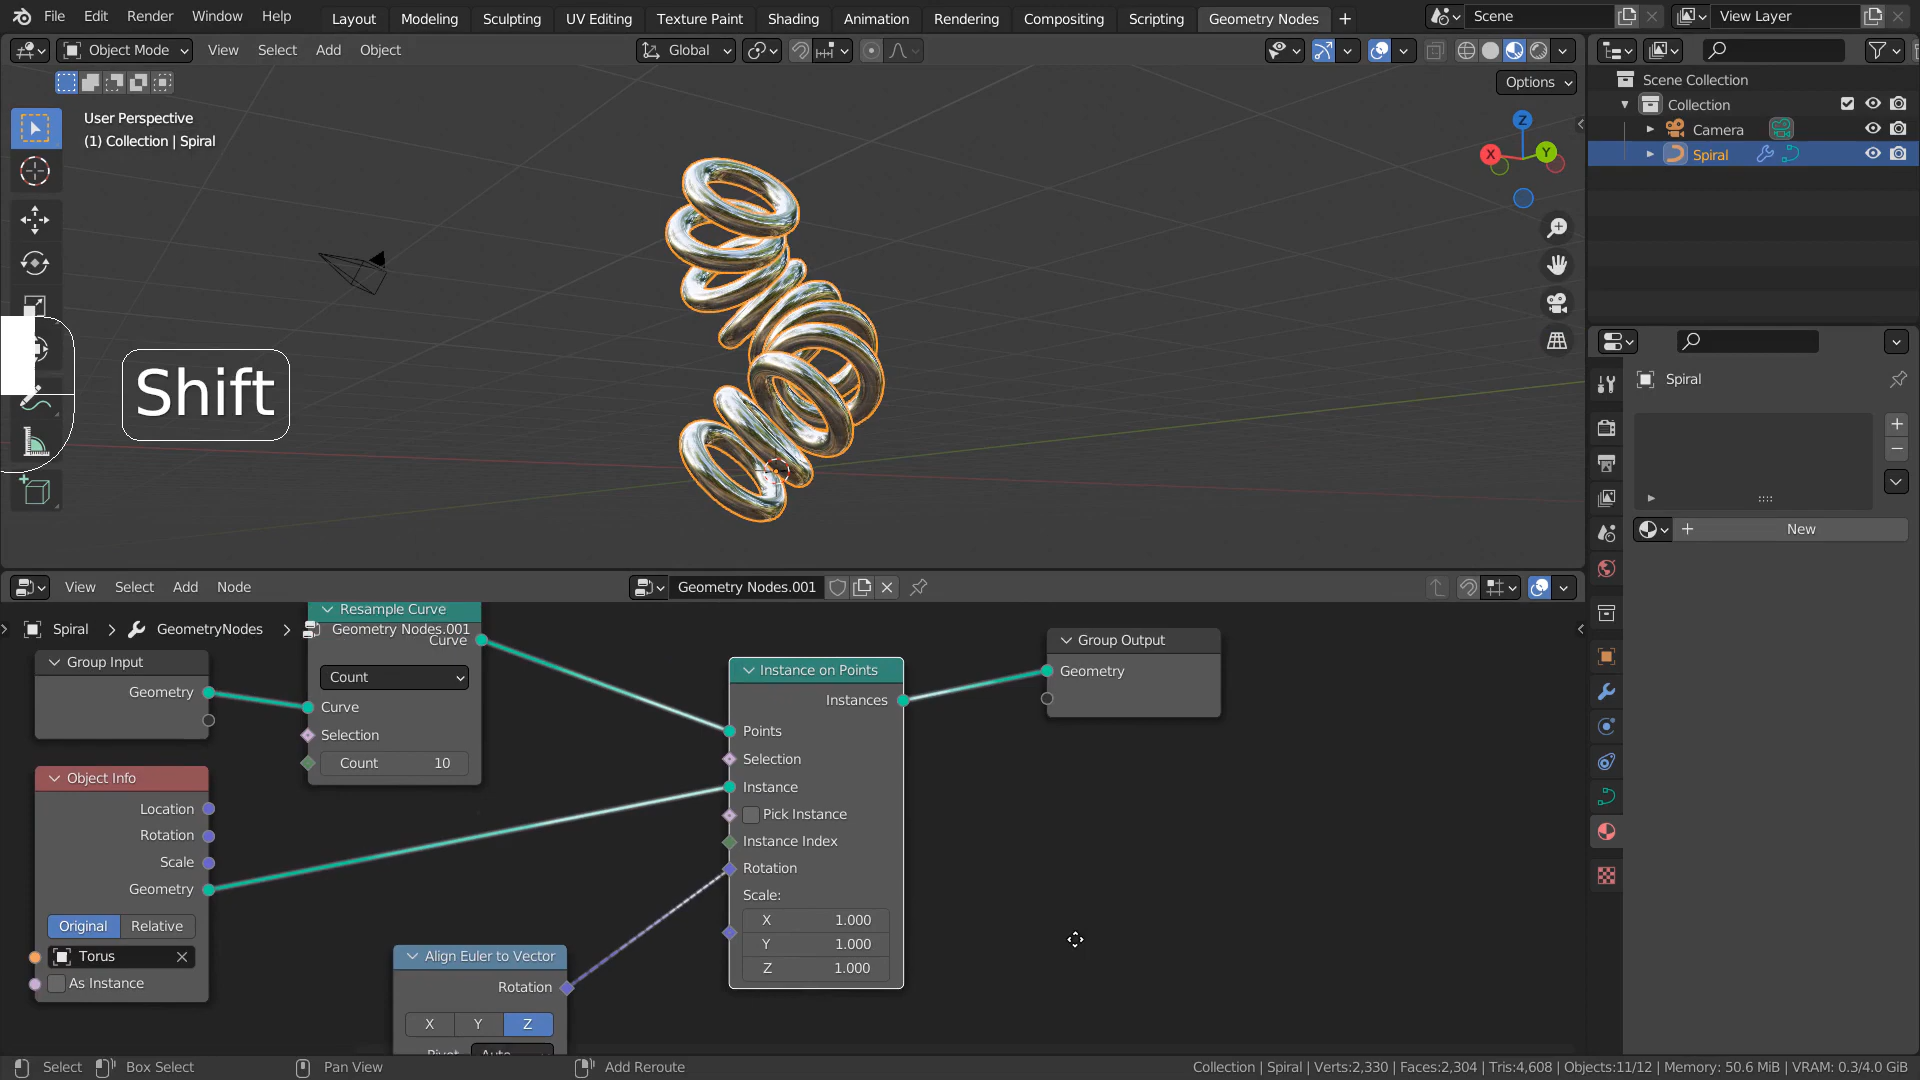 File Edit Render Window Help Layout Modeling Sculpting UV Editing Texture Paint Shading Animation Rendering Compositing Scripting Geometry Nodes + Scene View Layer
Object Mode View Select Add Object Global
Options
User Perspective
(1) Collection | Spiral
Z
X
Y
Shift
Scene Collection
Collection
Camera
Spiral
Spiral
New
View Select Add Node Geometry Nodes.001
Spiral > GeometryNodes > Geometry Nodes.001
Resample Curve
Curve
Count
Curve
Selection
Count 10
Group Input
Geometry
Object Info
Location
Rotation
Scale
Geometry
Original Relative
Torus
As Instance
Align Euler to Vector
Rotation
X Y Z
Pivot Auto
Instance on Points
Instances
Points
Selection
Instance
Pick Instance
Instance Index
Rotation
Scale:
X 1.000
Y 1.000
Z 1.000
Group Output
Geometry
Select Box Select Pan View Add Reroute Collection | Spiral | Verts:2,330 | Faces:2,304 | Tris:4,608 | Objects:11/12 | Memory: 50.6 MiB | VRAM: 0.3/4.0 GiB